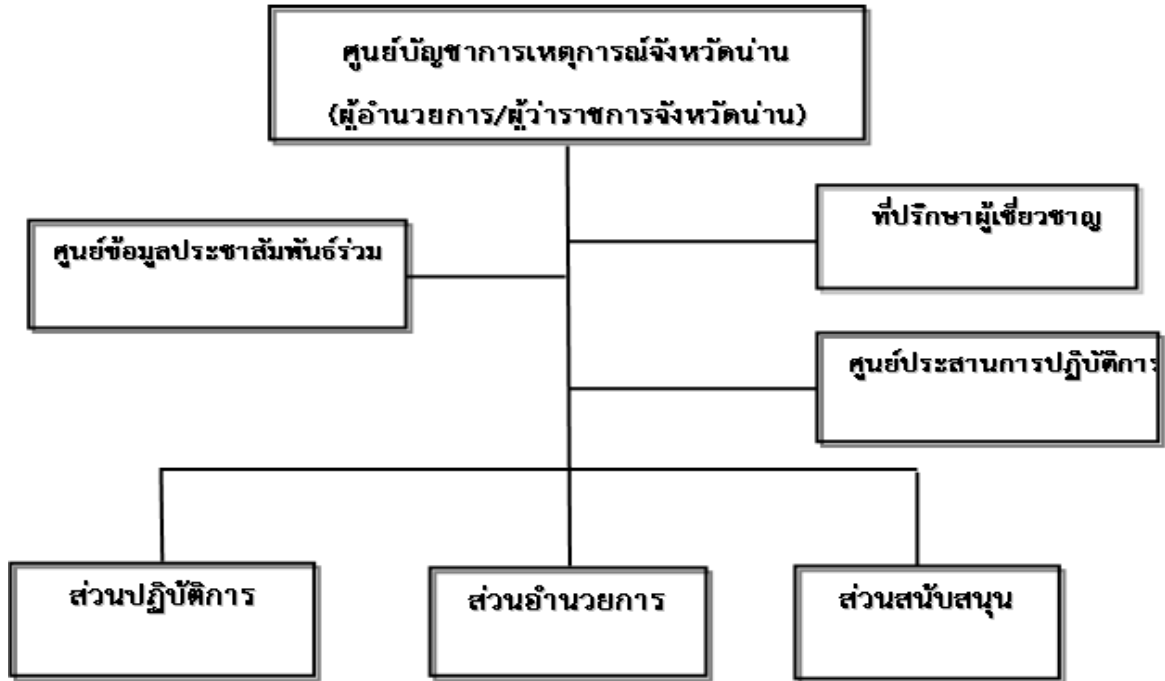 ศูนย์บัญชาการเหตุการณ์จังหวัดน่าน
(ผู้อำนวยการ/ผู้ว่าราชการจังหวัดน่าน)
ที่ปรึกษาผู้เชี่ยวชาญ
ศูนย์ข้อมูลประชาสัมพันธ์ร่วม
ศูนย์ประสานการปฏิบัติการ
ส่วนปฏิบัติการ
ส่วนอำนวยการ
ส่วนสนับสนุน